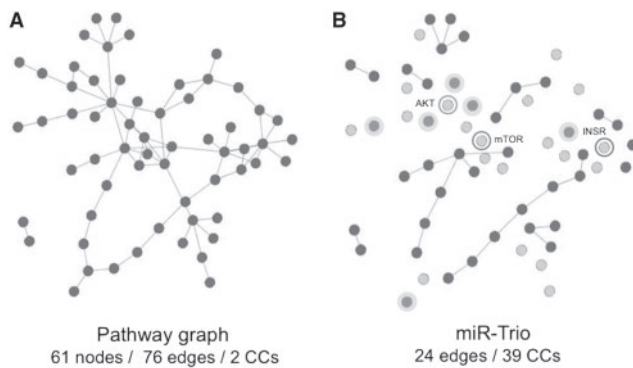 A
B
AKT
mTOR
INSR
Pathway graph
61 nodes / 76 edges / 2 CCs
miR-Trio
24 edges / 39 CCs